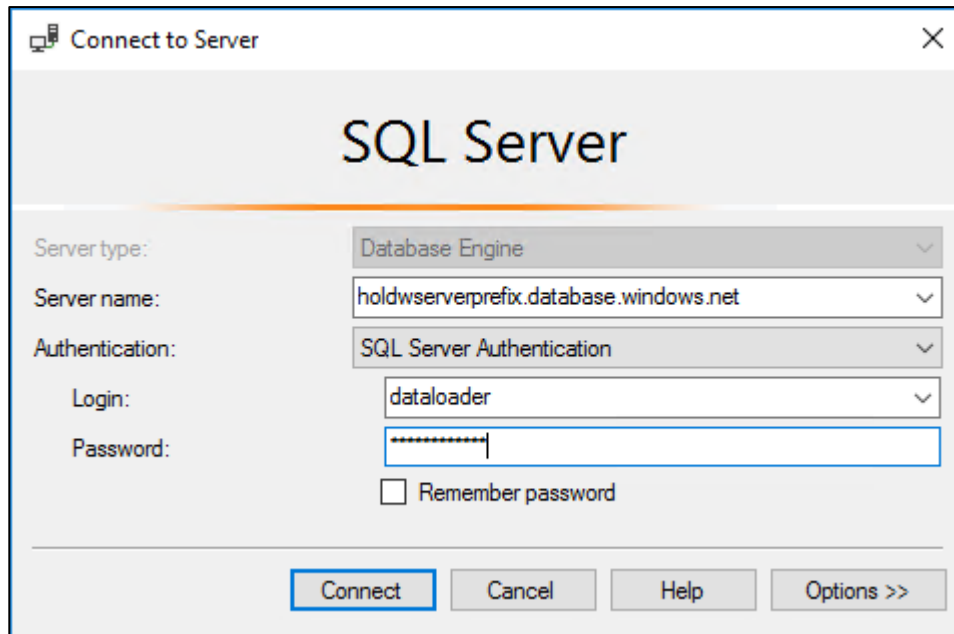 Connect to Server
SQL Server
Server type: Database Engine
Server name: holdwserverprefix.database.windows.net
Authentication: SQL Server Authentication
Login: dataloader
Password: ************
Remember password
Connect Cancel Help Options >>